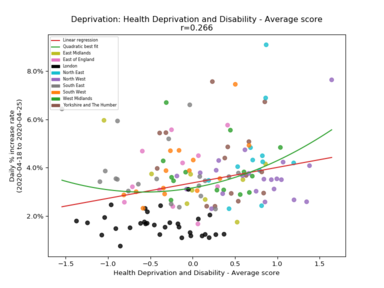 Deprivation: Health Deprivation and Disability - Average score
r=0.266
Linear regression
Quadratic best fit
East Midlands
East of England
London
North East
North West
South East
South West
West Midlands
Yorkshire and The Number
8.0%
6.0%
4.0%
2.0%
Daily % increase rate
(2020-04-18 to 2020-04-25)
−1.5
−1.0
−0.5
0.0
0.5
1.0
1.5
Health Deprivation and Disability - Average score